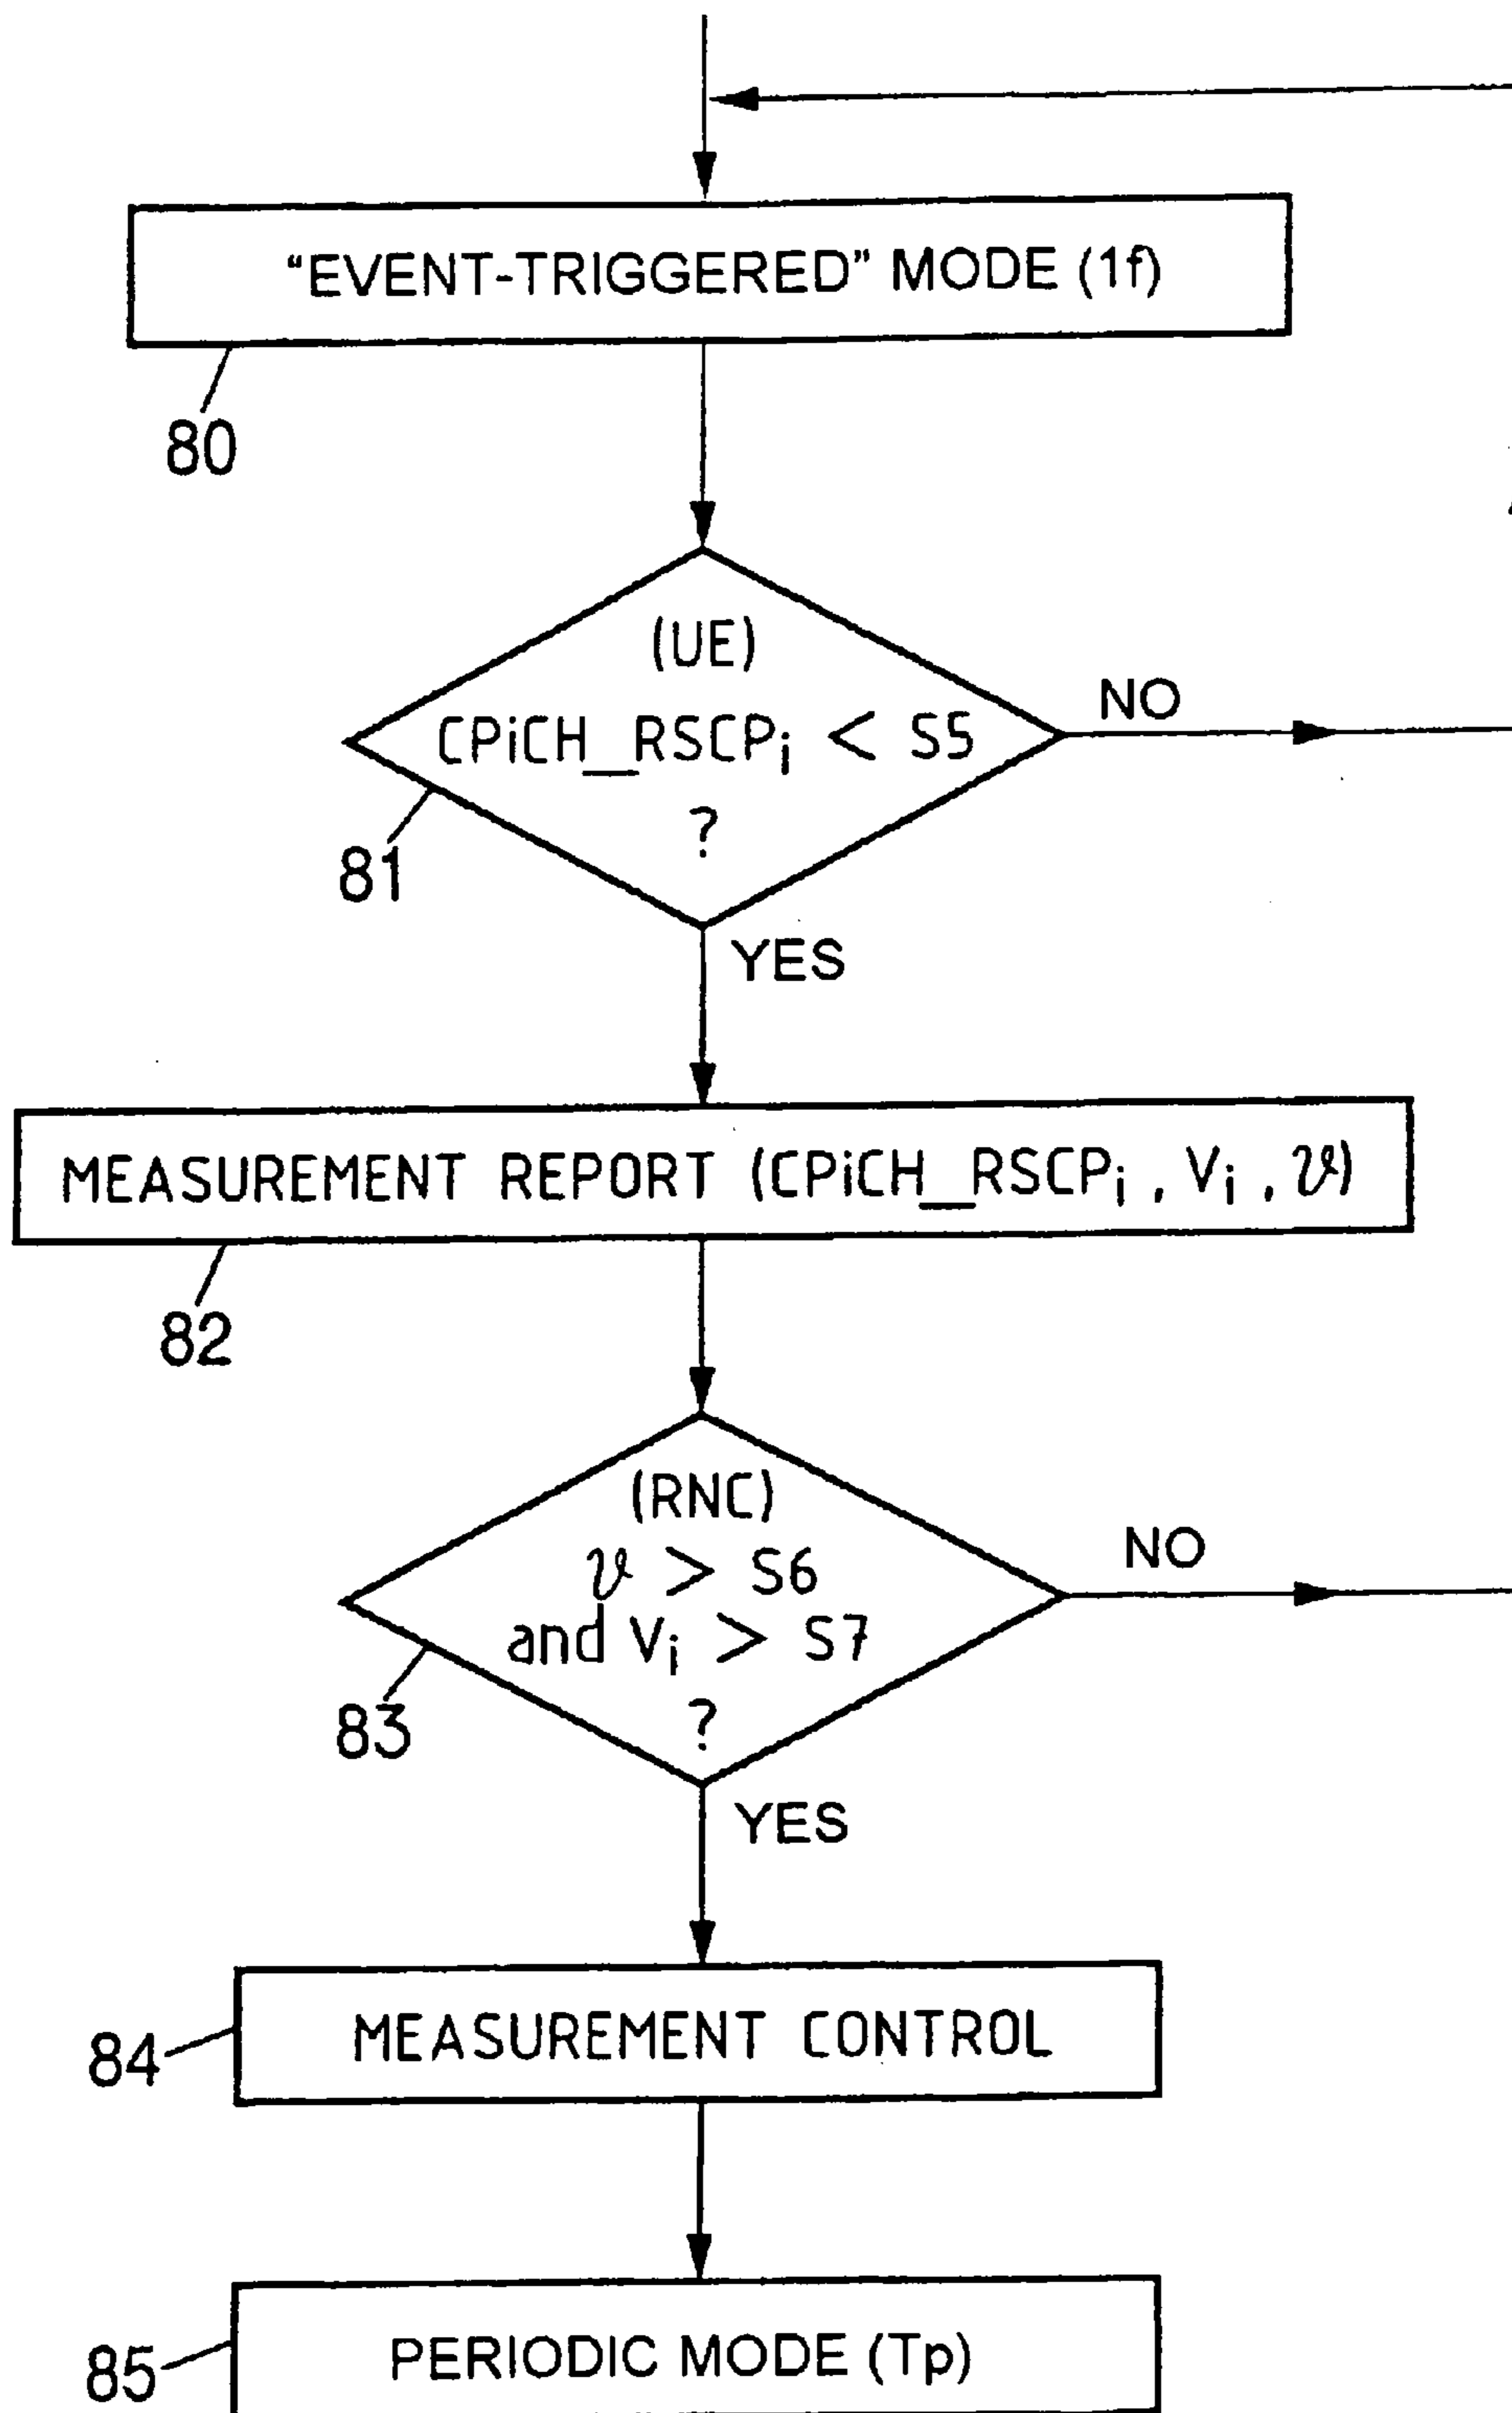 “EVENT-TRIGGERED” MODE (1f)
80
(UE)
CPiCH_RSCPi < S5
?
NO
81
YES
MEASUREMENT REPORT (CPiCH_RSCPi , Vi , ϑ)
82
(RNC)
ϑ > S6
NO
and Vi > S7
?
83
YES
MEASUREMENT CONTROL
84
PERIODIC MODE (Tp)
85